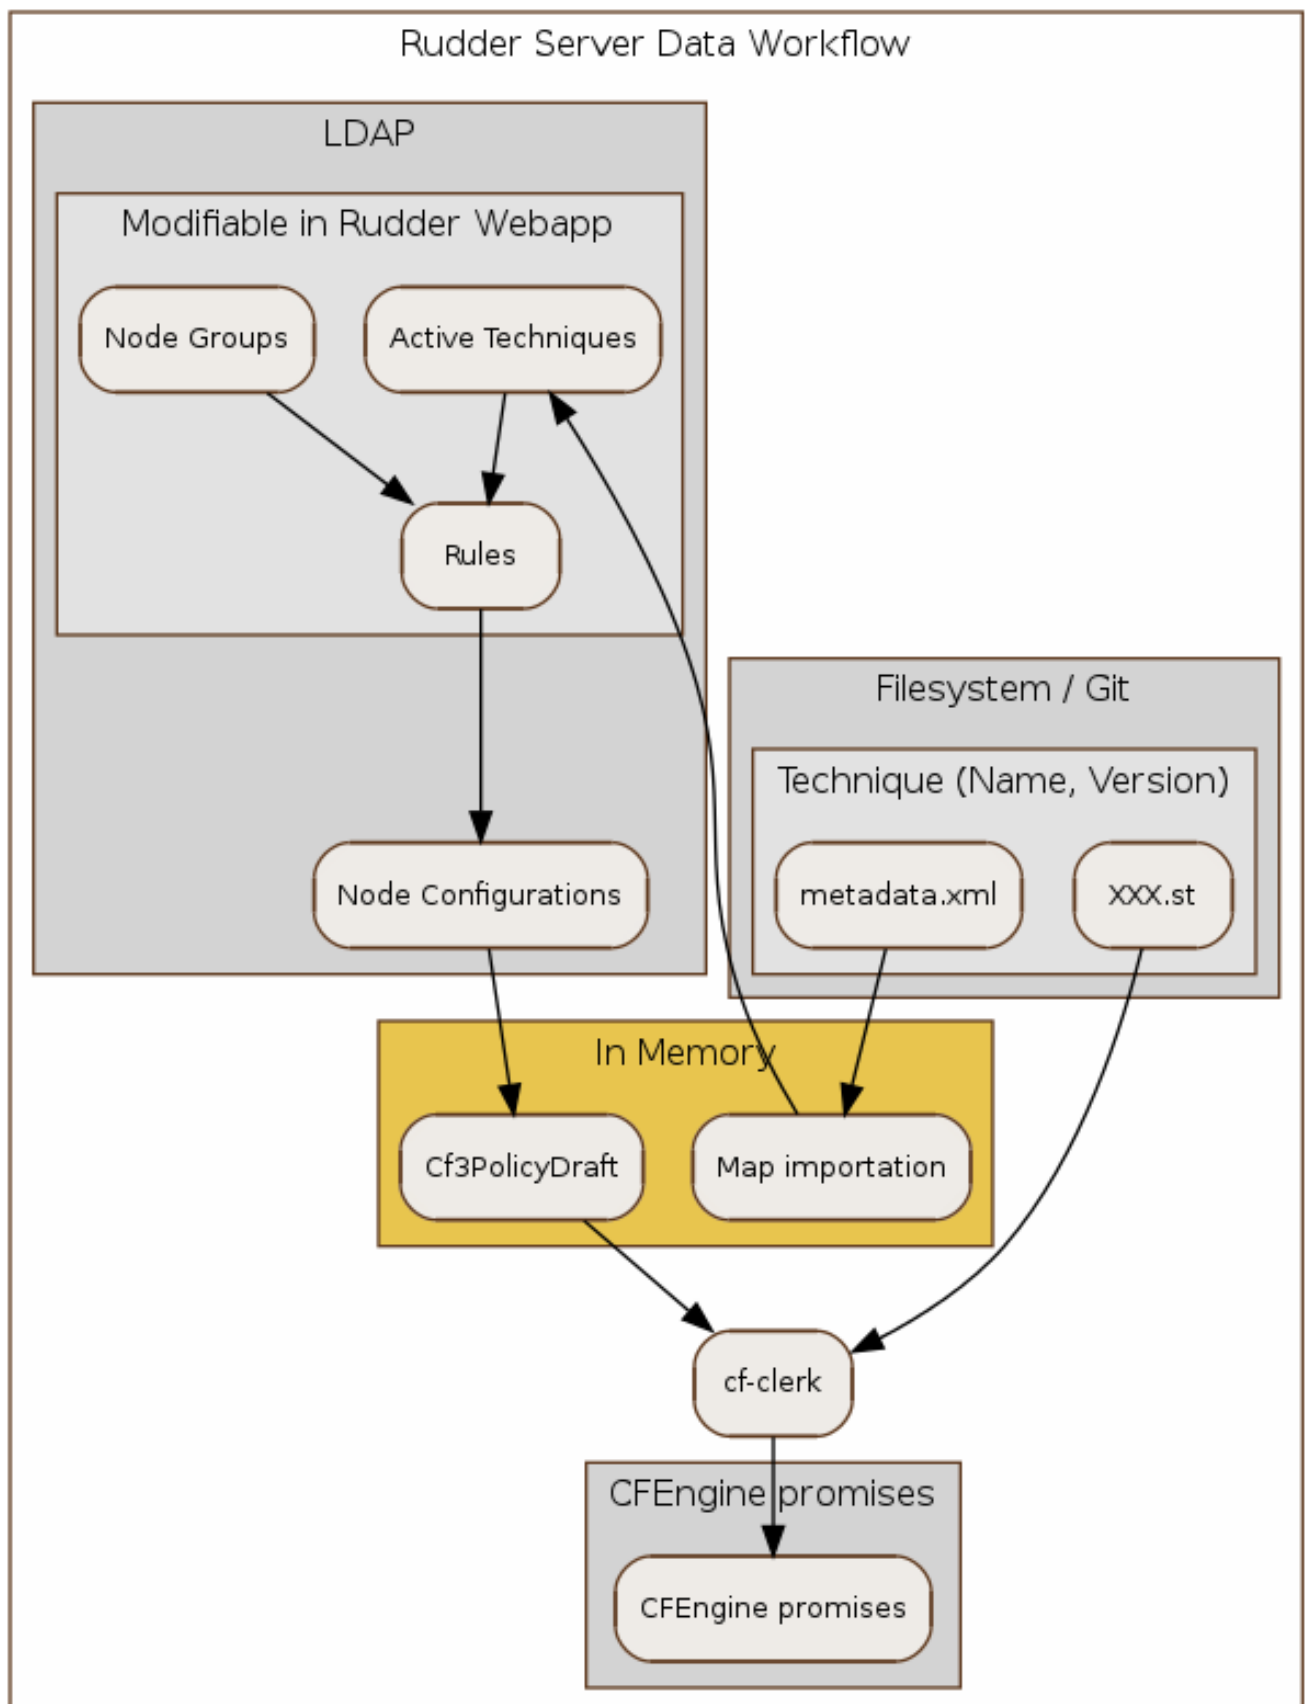 Rudder Server Data Workflow
LDAP
Modifiable in Rudder Webapp
Node Groups
Active Techniques
Rules
Filesystem / Git
Technique (Name, Version)
Node Configurations
metadata.xml
XXX.st
In Memory
Cf3PolicyDraft
Map importation
cf-clerk
CFEngine promises
CFEngine promises